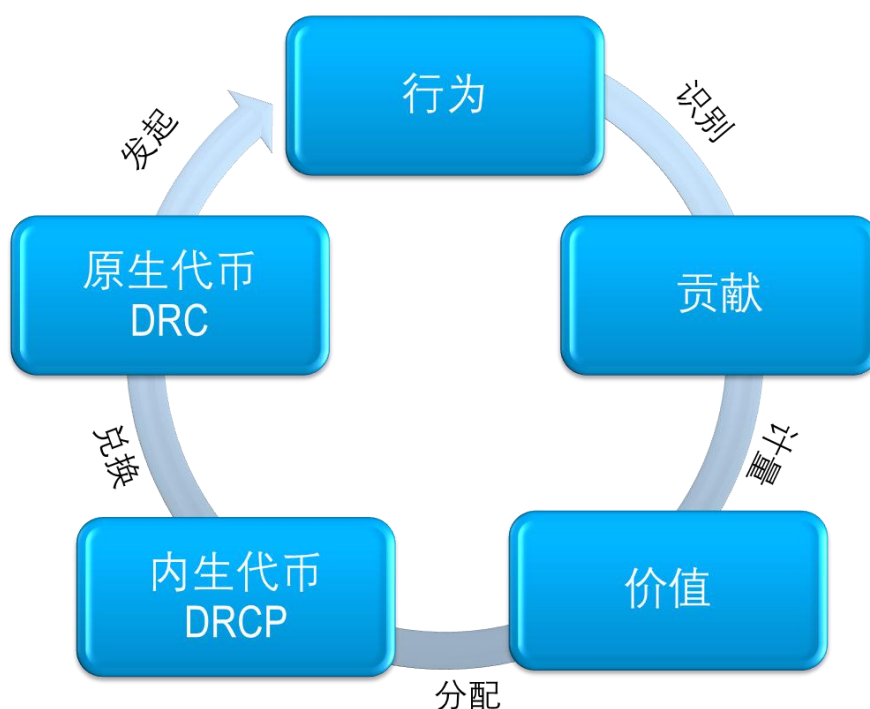 行为
识别
贡献
计量
价值
分配
内生代币
DRCP
兑换
原生代币
DRC
发起